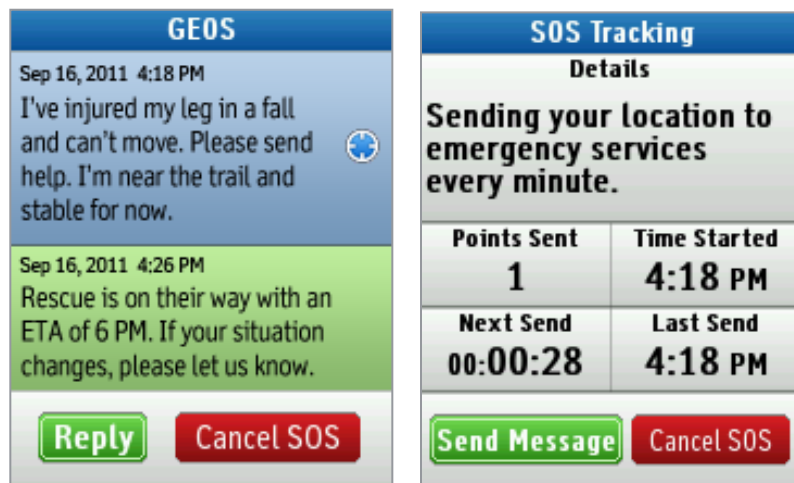 GEOS
Sep 16, 2011 4:18 PM
I've injured my leg in a fall
and can't move. Please send
help. I'm near the trail and
stable for now.
Sep 16, 2011 4:26 PM
Rescue is on their way with an
ETA of 6 PM. If your situation
changes, please let us know.
Reply
Cancel SOS
SOS Tracking
Details
Sending your location to
emergency services
every minute.
Points Sent
1
Time Started
4:18 PM
Next Send
00:00:28
Last Send
4:18 PM
Send Message
Cancel SOS